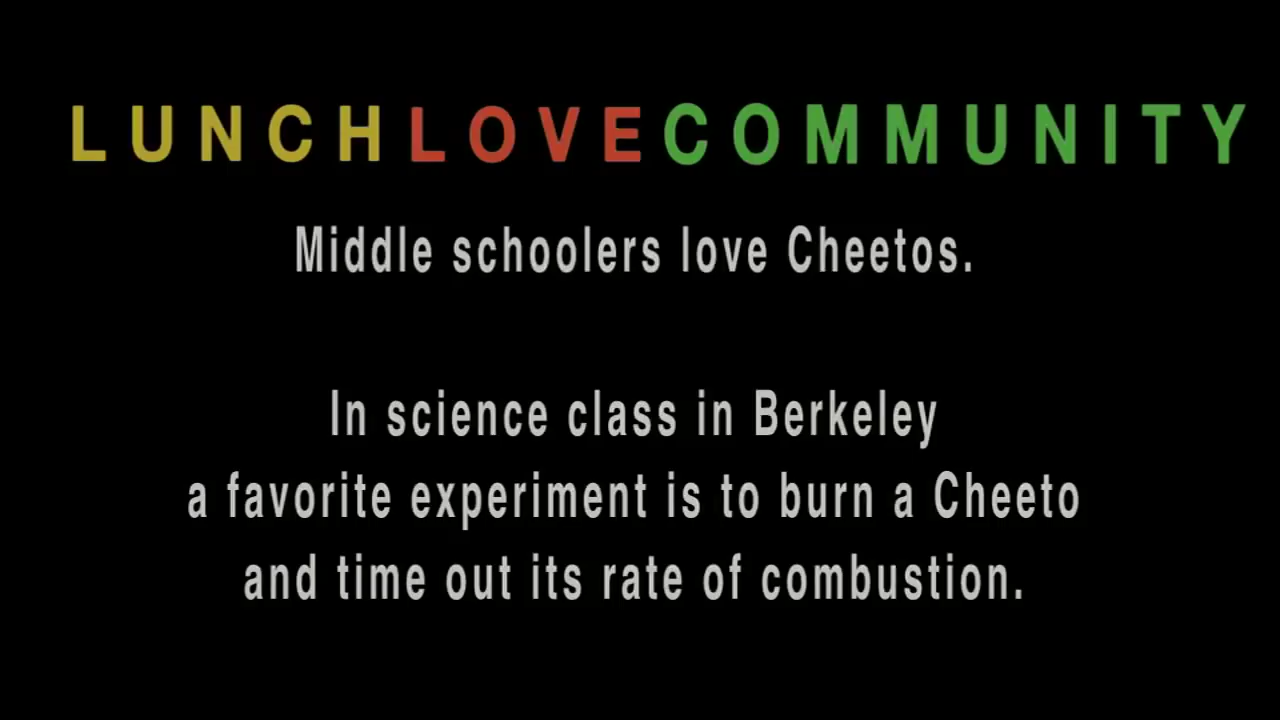 LUNCHLOVECOMMUNITY
Middle schoolers love Cheetos.
In science class in Berkeley
a favorite experiment is to burn a Cheeto
and time out its rate of combustion.